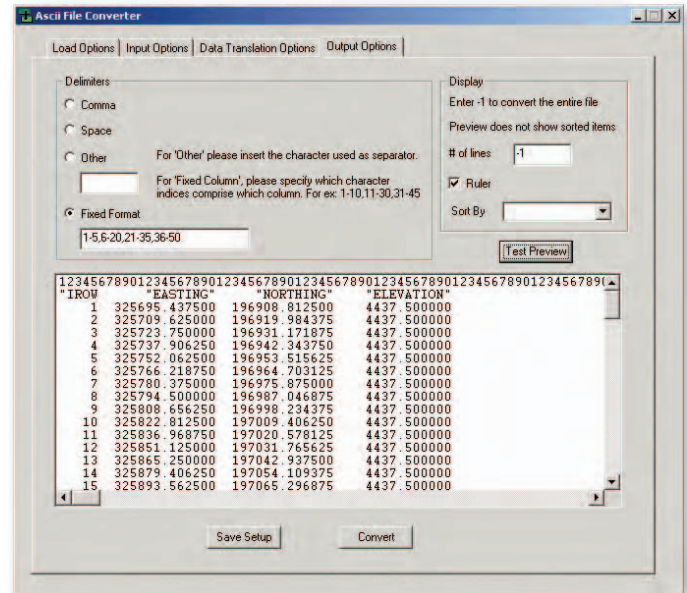 Ascii File Converter
Load Options Input Options Data Translation Options Output Options
Delimiters
Comma
Space
Other
For 'Other' please insert the character used as separator.
For 'Fixed Column', please specify which character
indices comprise which column. For ex: 1-10,11-30,31-45
Fixed Format
1-5,6-20,21-35,36-50
Display
Enter -1 to convert the entire file
Preview does not show sorted items
# of lines -1
Ruler
Sort By
Test Preview
1234567890123456789012345678901234567890123456789012345678901234567890123456789(
"IROW "EASTING" "NORTHING" "ELEVATION"
1 325695.437500 196908.812500 4437.500000
2 325709.625000 196919.984375 4437.500000
3 325723.750000 196931.171875 4437.500000
4 325737.906250 196942.343750 4437.500000
5 325752.062500 196953.515625 4437.500000
6 325766.218750 196964.703125 4437.500000
7 325780.375000 196975.875000 4437.500000
8 325794.500000 196987.046875 4437.500000
9 325808.656250 196998.234375 4437.500000
10 325822.812500 197009.406250 4437.500000
11 325836.968750 197020.578125 4437.500000
12 325851.125000 197031.765625 4437.500000
13 325865.250000 197042.937500 4437.500000
14 325879.406250 197054.109375 4437.500000
15 325893.562500 197065.296875 4437.500000
Save Setup Convert